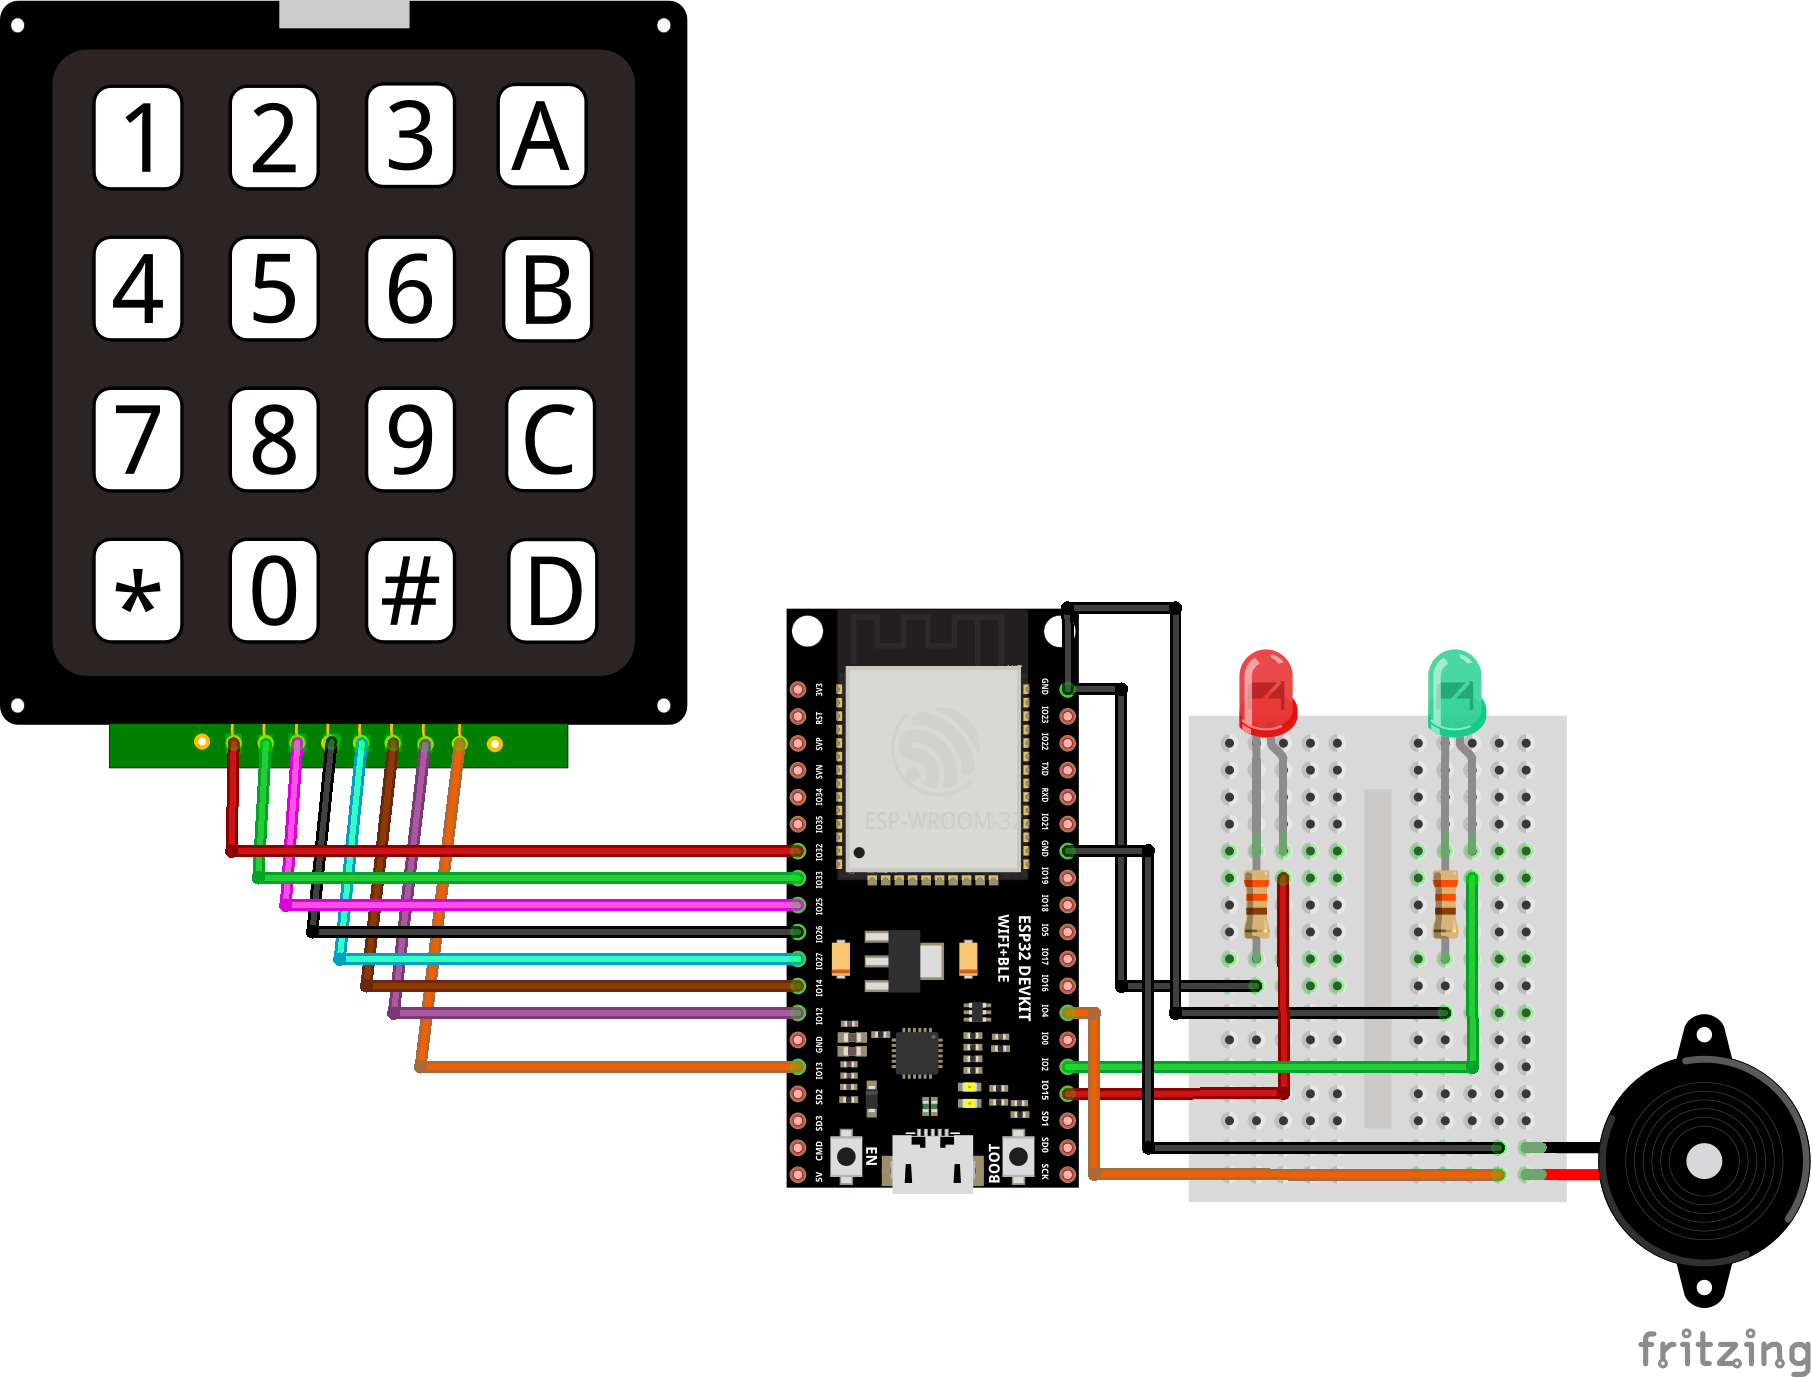 1 2 3 A
4 5 6 B
7 8 9 C
* 0 # D
3V3
RST
SVP
SVN
IO34
IO35
IO32
IO33
IO25
IO26
IO27
IO14
IO12
GND
IO13
SD2
SD3
CMD
5V
ESP-WROOM-32
ESP32 DEVKIT
WIFI+BLE
EN
BOOT
GND
IO23
IO22
TXD
RXD
IO21
GND
IO19
IO18
IO5
IO17
IO16
IO4
IO0
IO2
IO15
SD1
SD0
SCK
fritzing